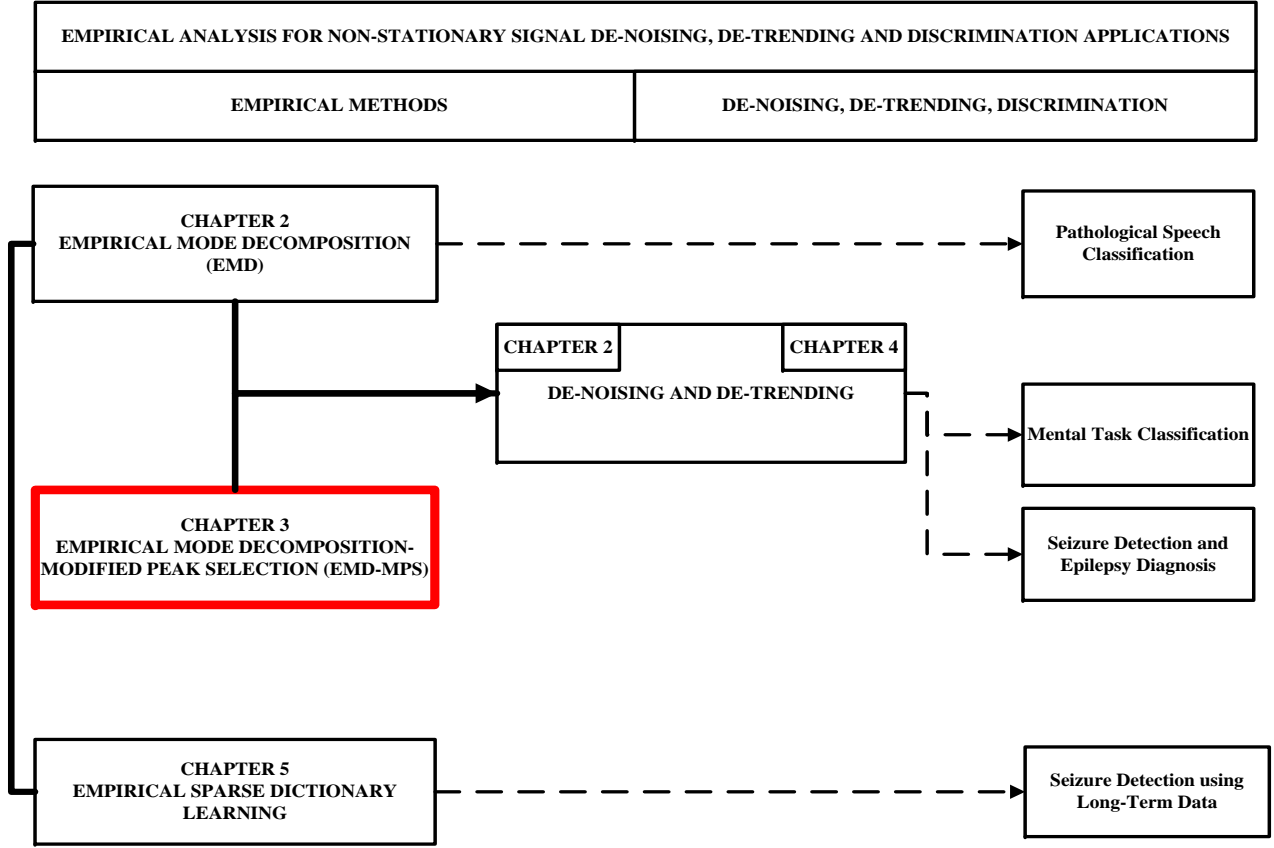 EMPIRICAL ANALYSIS FOR NON-STATIONARY SIGNAL DE-NOISING, DE-TRENDING AND DISCRIMINATION APPLICATIONS
EMPIRICAL METHODS
DE-NOISING, DE-TRENDING, DISCRIMINATION
CHAPTER 2
EMPIRICAL MODE DECOMPOSITION
(EMD)
Pathological Speech
Classification
CHAPTER 2
CHAPTER 4
DE-NOISING AND DE-TRENDING
Mental Task Classification
CHAPTER 3
EMPIRICAL MODE DECOMPOSITION-
MODIFIED PEAK SELECTION (EMD-MPS)
Seizure Detection and
Epilepsy Diagnosis
CHAPTER 5
EMPIRICAL SPARSE DICTIONARY
LEARNING
Seizure Detection using
Long-Term Data